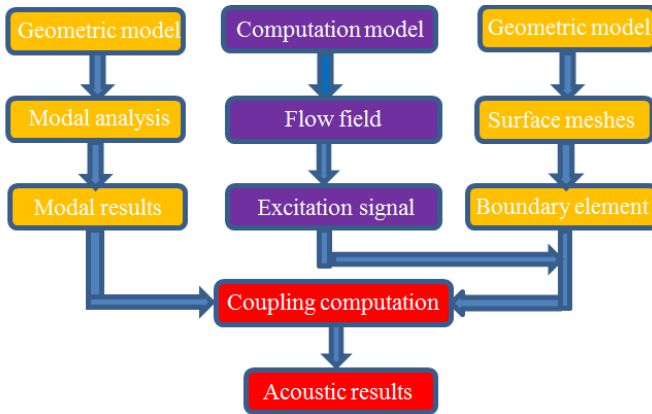 Geometric model
Computation model
Geometric model
Modal analysis
Flow field
Surface meshes
Modal results
Excitation signal
Boundary element
Coupling computation
Acoustic results